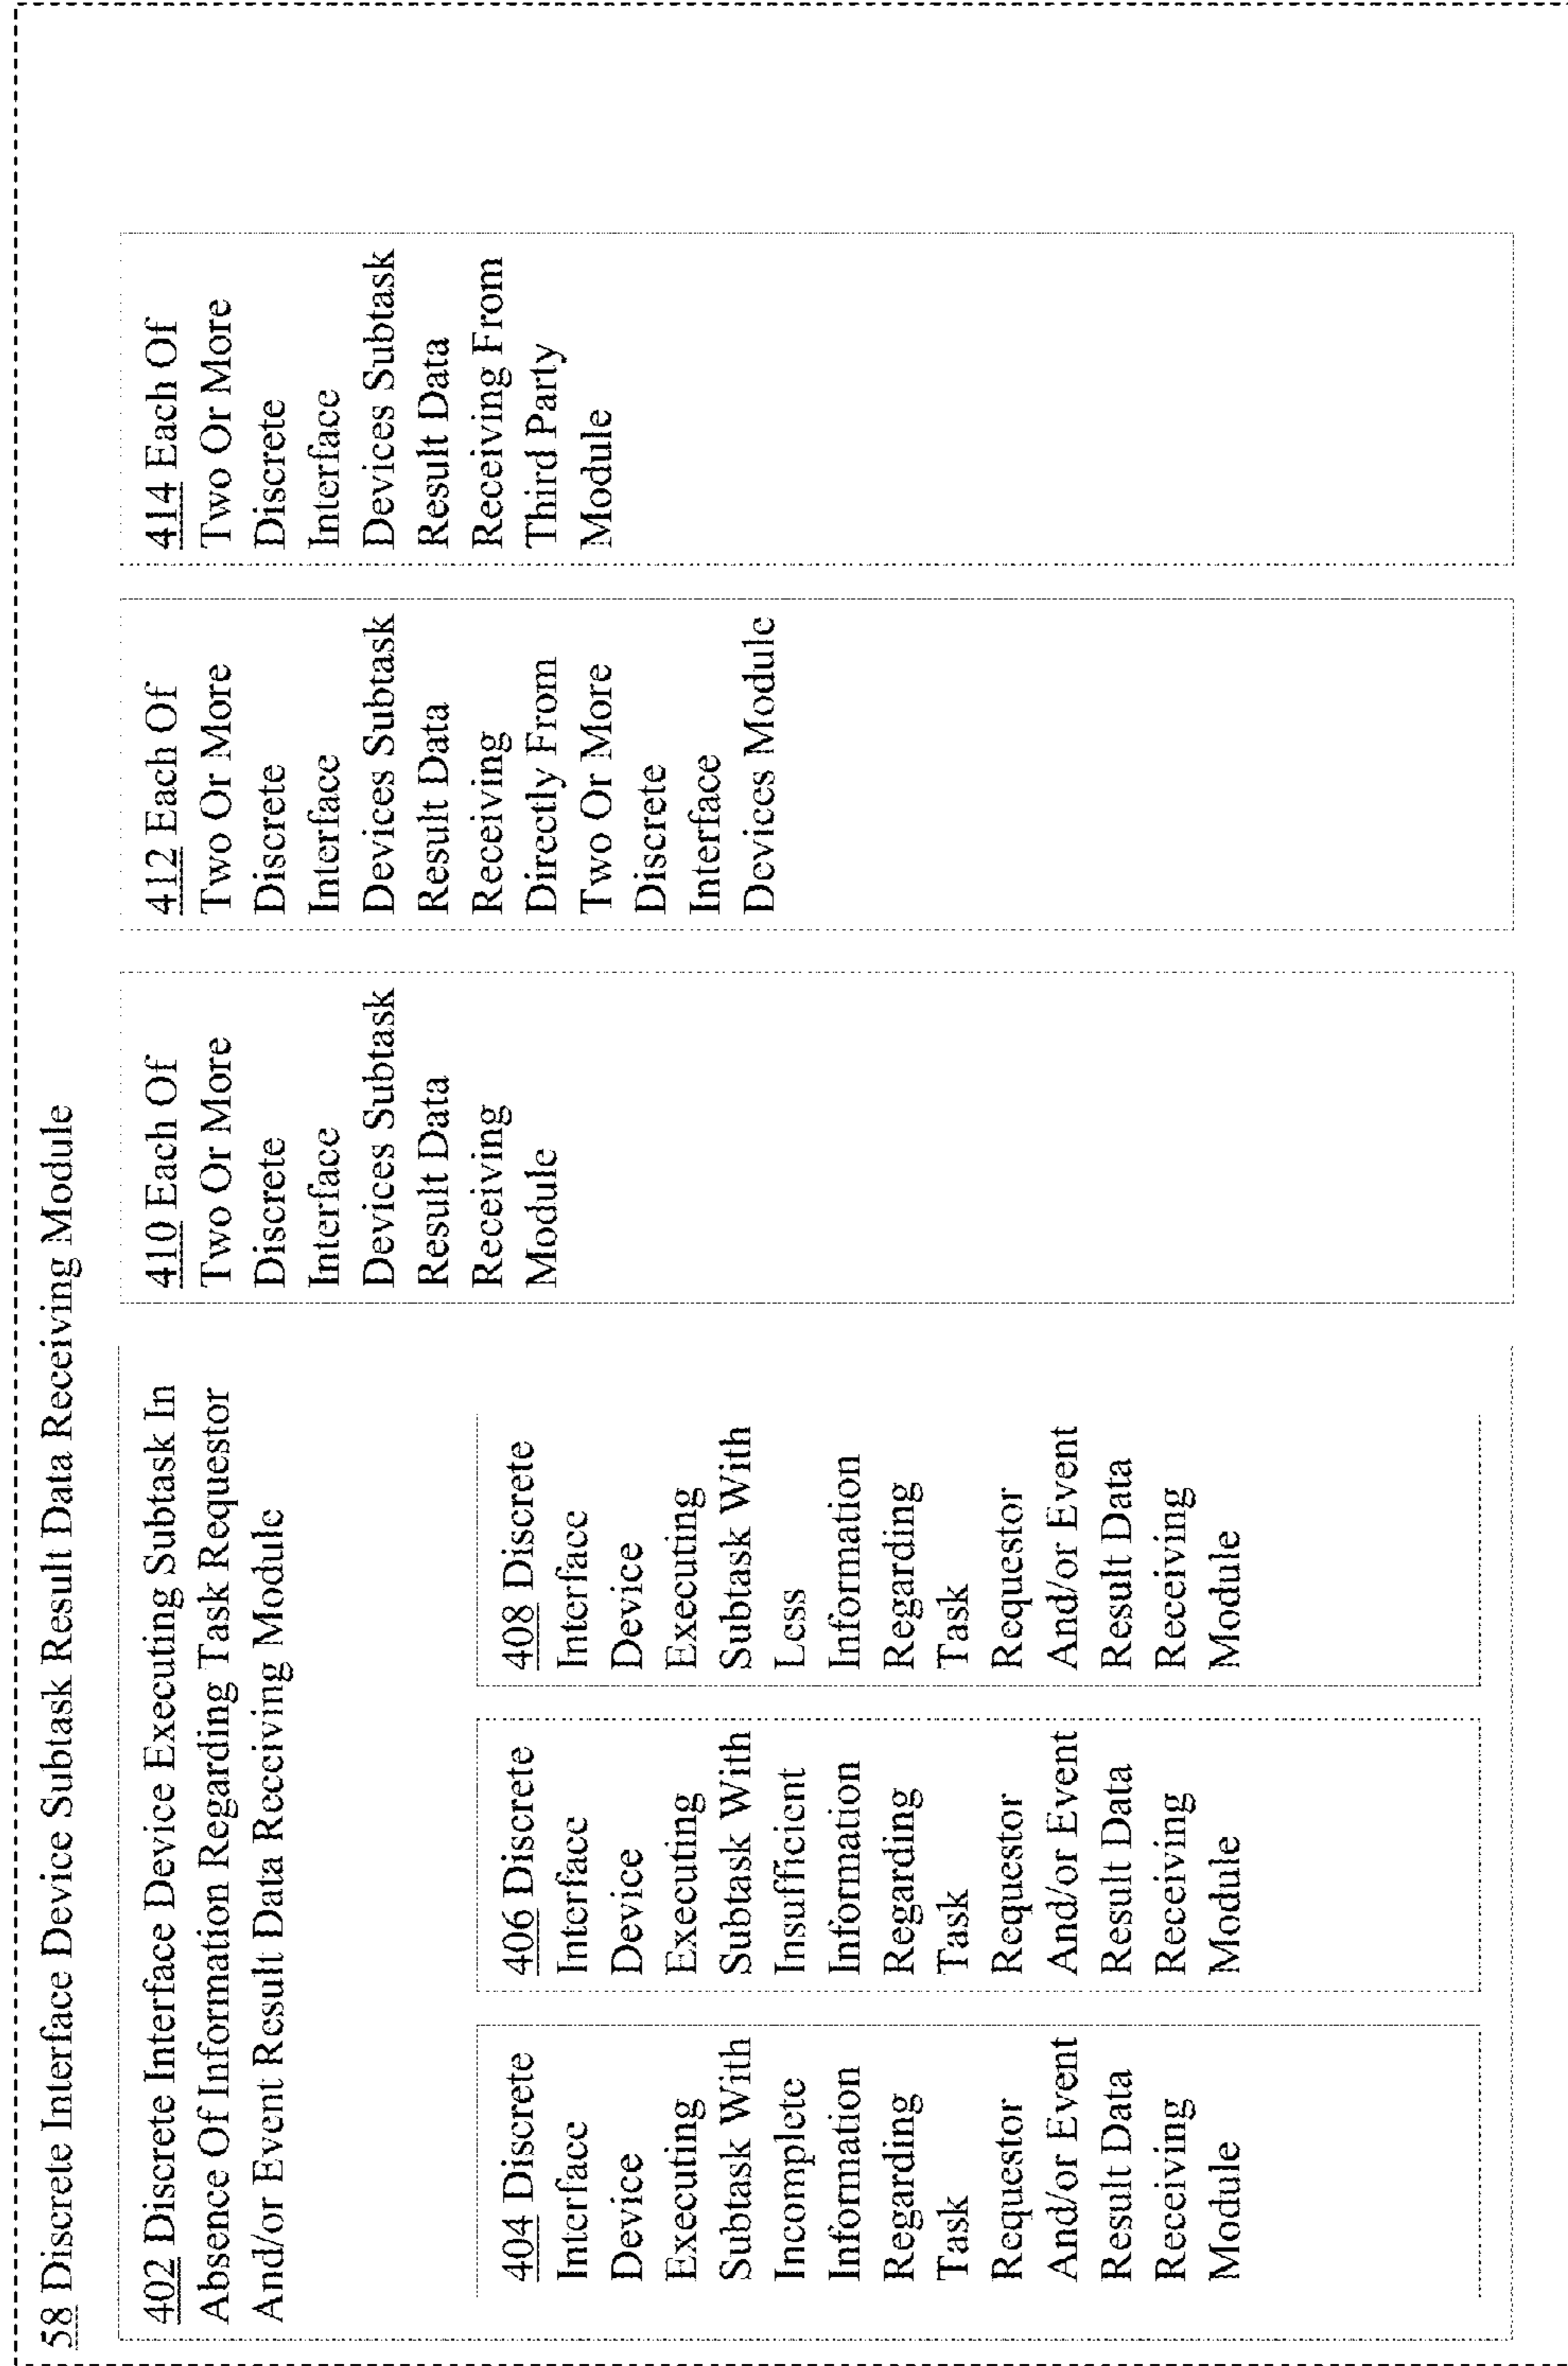 58 Discrete Interface Device Subtask Result Data Receiving Module
402 Discrete Interface Device Executing Subtask In
Absence Of Information Regarding Task Requestor
And/or Event Result Data Receiving Module
404 Discrete
Interface
Device
Executing
Subtask With
Incomplete
Information
Regarding
Task
Requestor
And/or Event
Result Data
Receiving
Module
406 Discrete
Interface
Device
Executing
Subtask With
Insufficient
Information
Regarding
Task
Requestor
And/or Event
Result Data
Receiving
Module
408 Discrete
Interface
Device
Executing
Subtask With
Less
Information
Regarding
Task
Requestor
And/or Event
Result Data
Receiving
Module
410 Each Of
Two Or More
Discrete
Interface
Devices Subtask
Result Data
Receiving
Module
412 Each Of
Two Or More
Discrete
Interface
Devices Subtask
Result Data
Receiving
Directly From
Two Or More
Discrete
Interface
Devices Module
414 Each Of
Two Or More
Discrete
Interface
Devices Subtask
Result Data
Receiving From
Third Party
Module